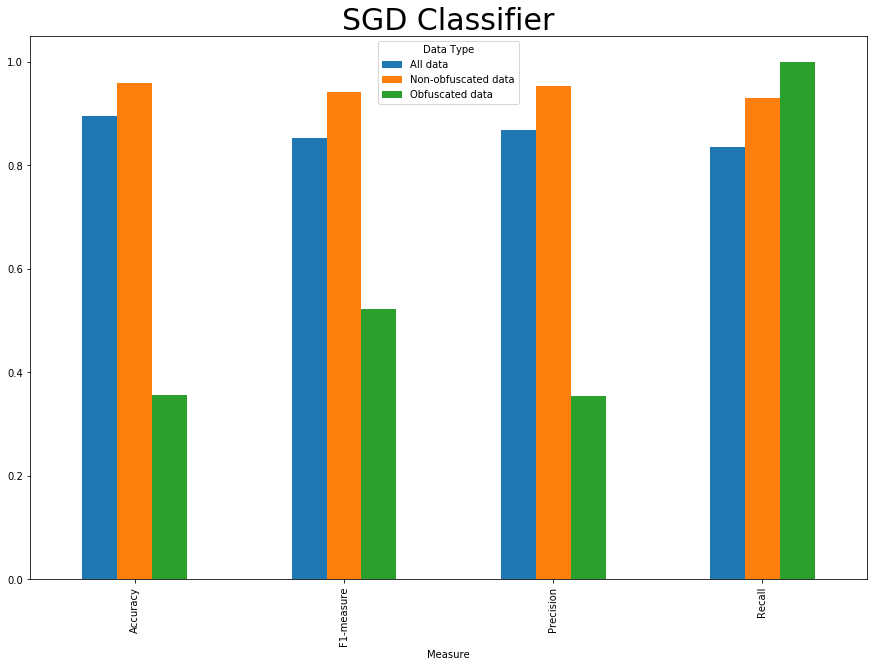 SGD Classifier
Data Type
All data
Non-obfuscated data
Obfuscated data
1.0
0.8
0.6
0.4
0.2
0.0
Accuracy
F1-measure
Precision
Recall
Measure